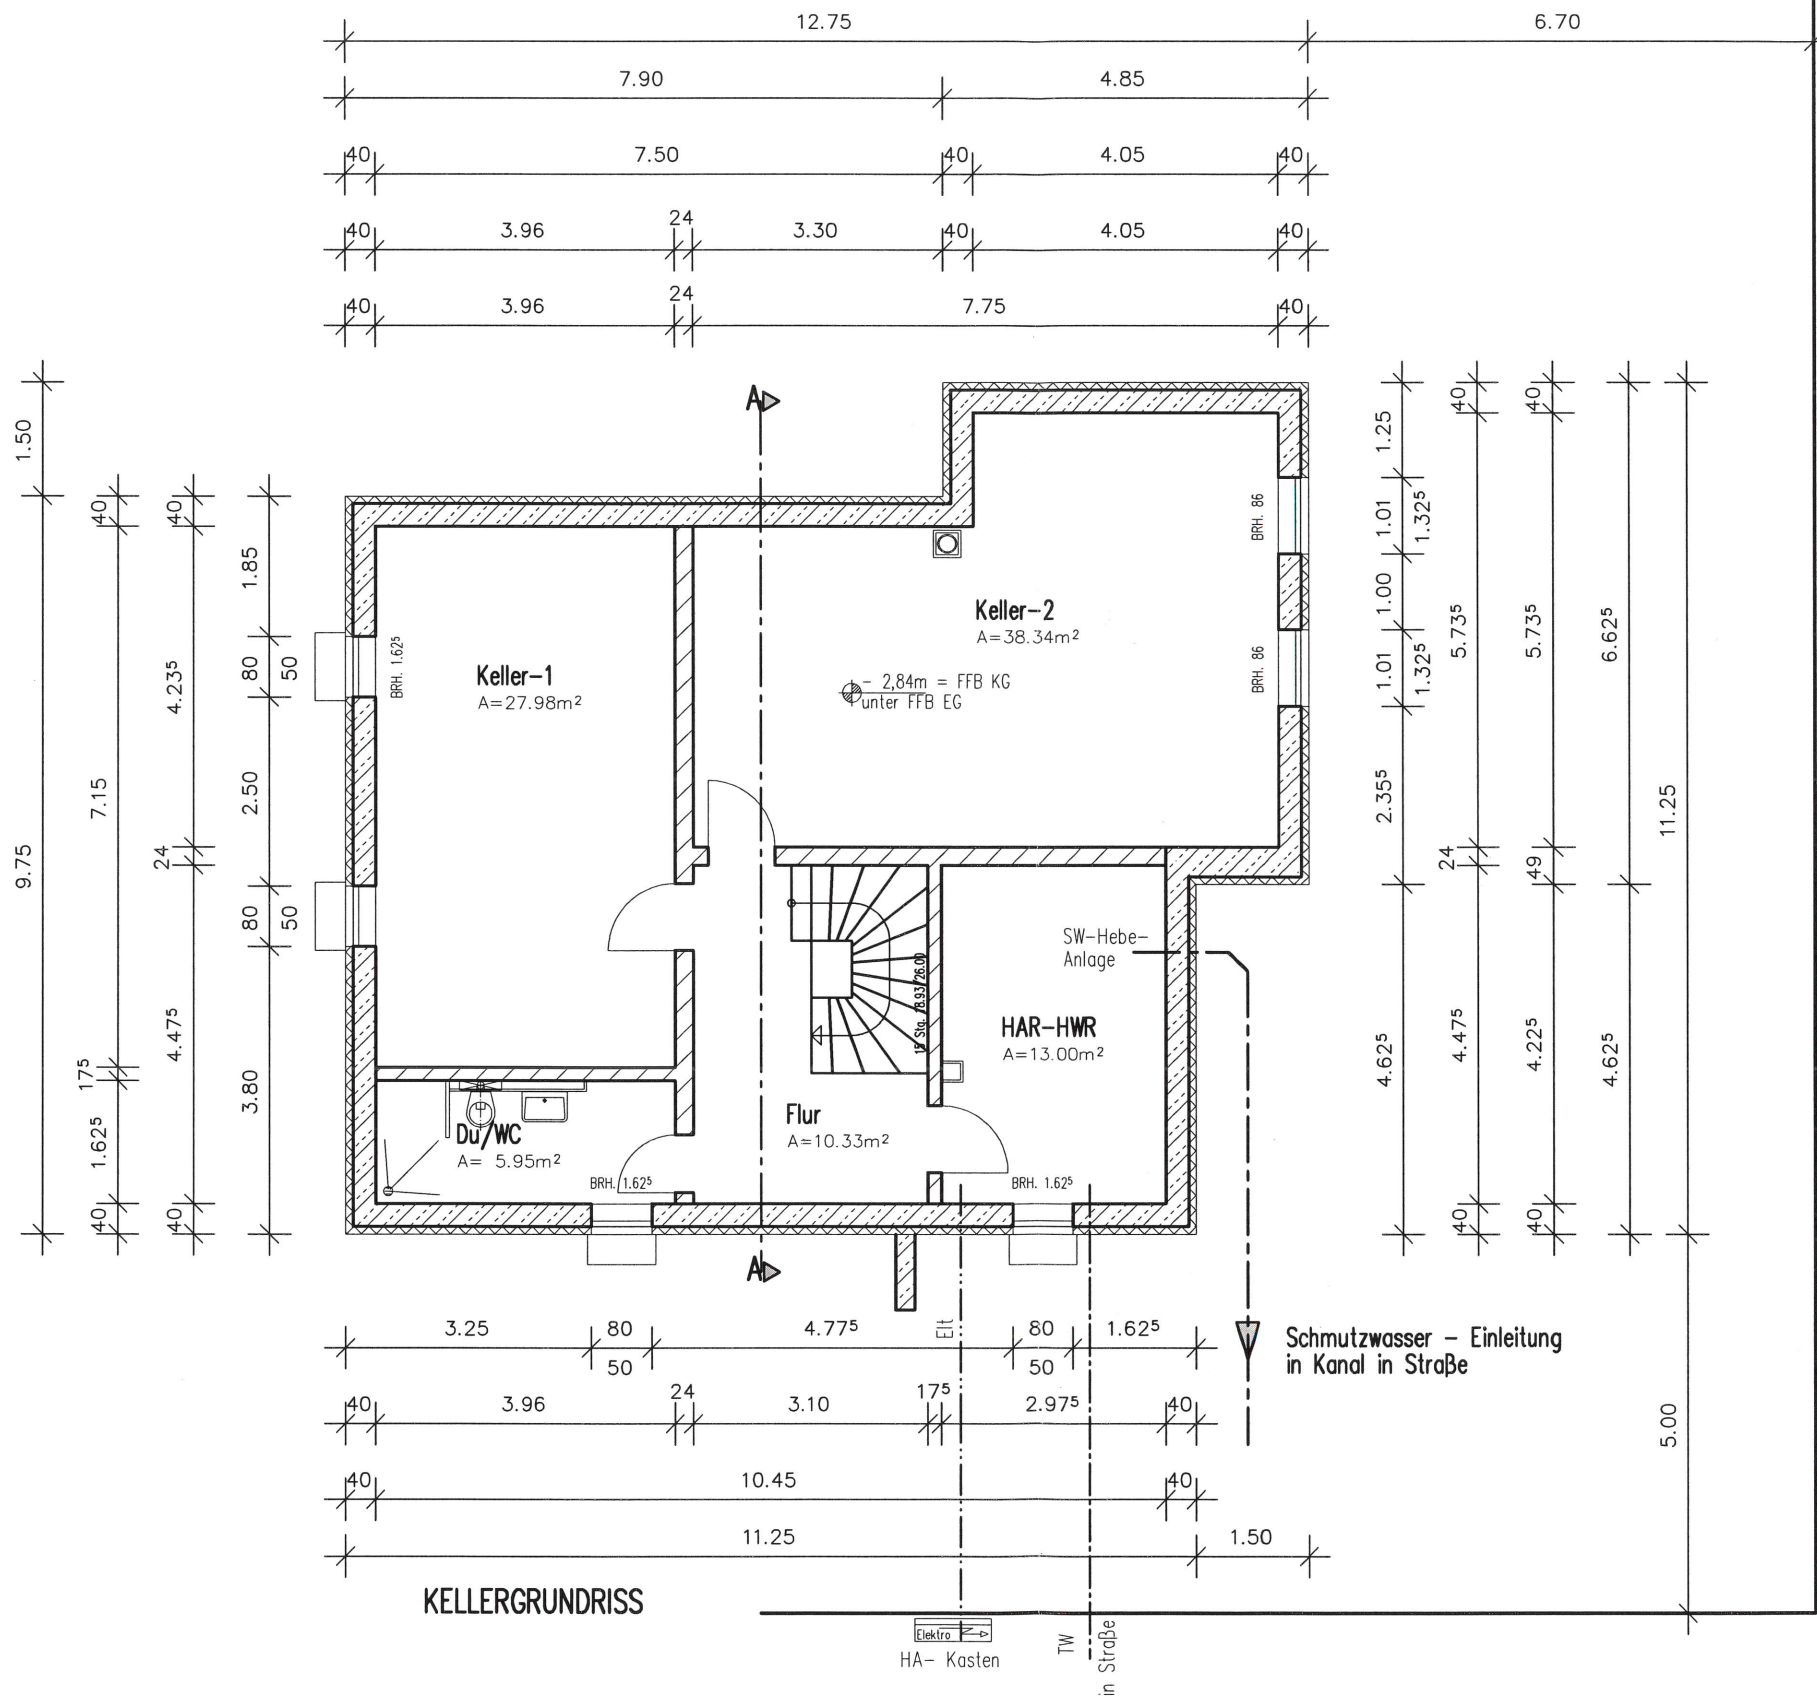 12.75
6.70
7.90
4.85
40
7.50
40
4.05
40
40
3.96
24
3.30
40
4.05
40
40
3.96
24
7.75
40
1.50
9.75
40
7.15
17⁵
1.62⁵
40
40
4.23⁵
24
4.47⁵
40
1.85
80
50
2.50
80
50
3.80
A
A
BRH. 1.62⁵
Keller-1
A=27.98m²
Keller-2
A=38.34m²
- 2,84m = FFB KG
unter FFB EG
BRH. 86
BRH. 86
15 Stg. 18.93/26.00
SW-Hebe-
Anlage
HAR-HWR
A=13.00m²
Flur
A=10.33m²
Du/WC
A= 5.95m²
BRH. 1.62⁵
BRH. 1.62⁵
1.25
1.01
1.32⁵
1.00
1.01
1.32⁵
2.35⁵
4.62⁵
40
5.73⁵
24
4.47⁵
40
40
5.73⁵
49
4.22⁵
40
6.62⁵
4.62⁵
11.25
5.00
3.25
80
50
4.77⁵
Elt
80
50
1.62⁵
Schmutzwasser - Einleitung
in Kanal in Straße
40
3.96
24
3.10
17⁵
2.97⁵
40
40
10.45
40
11.25
1.50
KELLERGRUNDRISS
Elektro
HA- Kasten
TW
in Straße